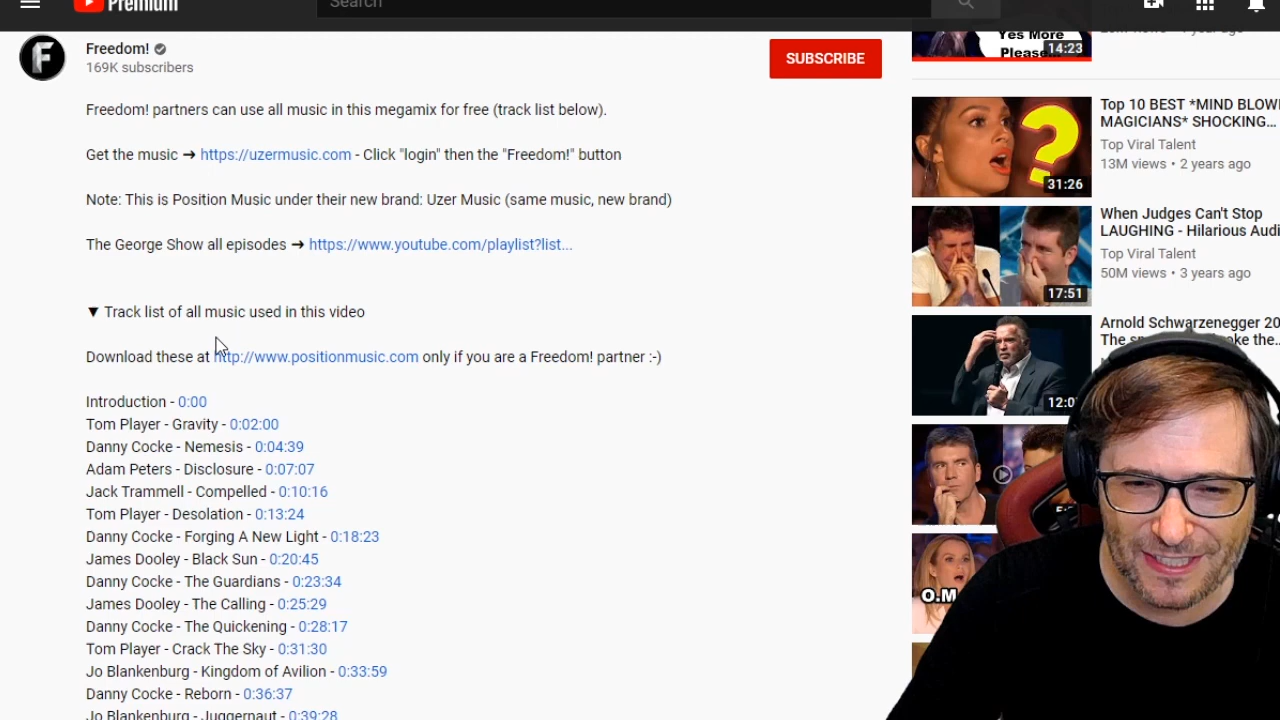 Premium
Search
Freedom!
169K subscribers
SUBSCRIBE
Freedom! partners can use all music in this megamix for free (track list below).
Get the music → https://uzermusic.com - Click "login" then the "Freedom!" button
Note: This is Position Music under their new brand: Uzer Music (same music, new brand)
The George Show all episodes → https://www.youtube.com/playlist?list...
▼ Track list of all music used in this video
Download these at http://www.positionmusic.com only if you are a Freedom! partner :-)
Introduction - 0:00
Tom Player - Gravity - 0:02:00
Danny Cocke - Nemesis - 0:04:39
Adam Peters - Disclosure - 0:07:07
Jack Trammell - Compelled - 0:10:16
Tom Player - Desolation - 0:13:24
Danny Cocke - Forging A New Light - 0:18:23
James Dooley - Black Sun - 0:20:45
Danny Cocke - The Guardians - 0:23:34
James Dooley - The Calling - 0:25:29
Danny Cocke - The Quickening - 0:28:17
Tom Player - Crack The Sky - 0:31:30
Jo Blankenburg - Kingdom of Avilion - 0:33:59
Danny Cocke - Reborn - 0:36:37
Jo Blankenburg - Juggernaut - 0:39:28
Yes More
Please
14:23
31:26
Top 10 BEST *MIND BLOWI
MAGICIANS* SHOCKING...
Top Viral Talent
13M views • 2 years ago
17:51
When Judges Can't Stop
LAUGHING - Hilarious Audi
Top Viral Talent
50M views • 3 years ago
Arnold Schwarzenegger 20
The
the...
O.M